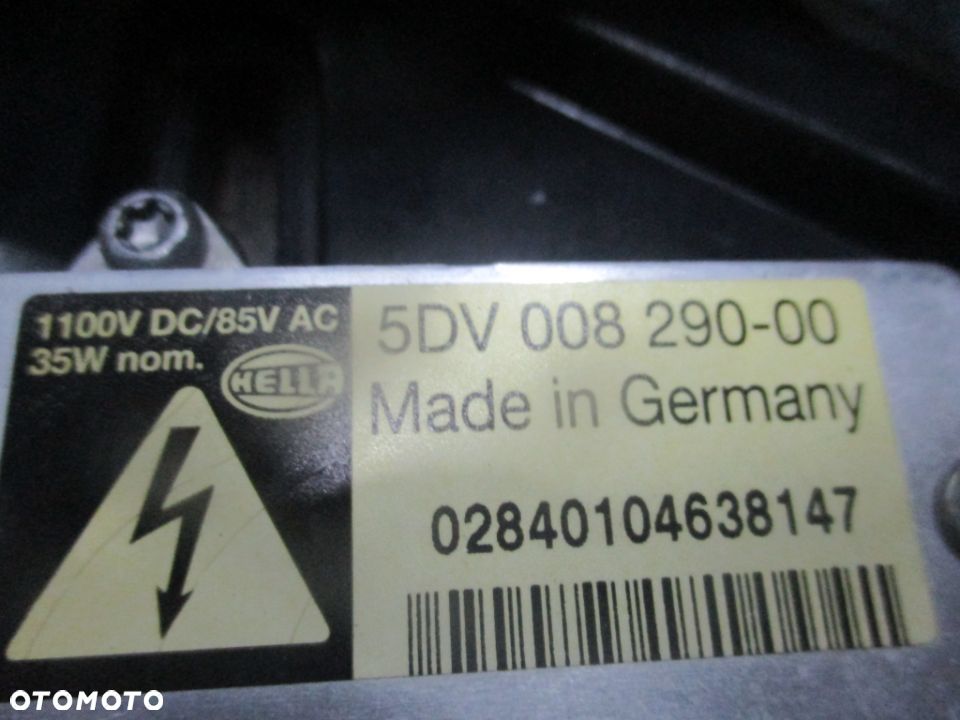 1100V DC/85V AC
35W nom.
HELLA
5DV 008 290-00
Made in Germany
02840104638147
OTOMOTO